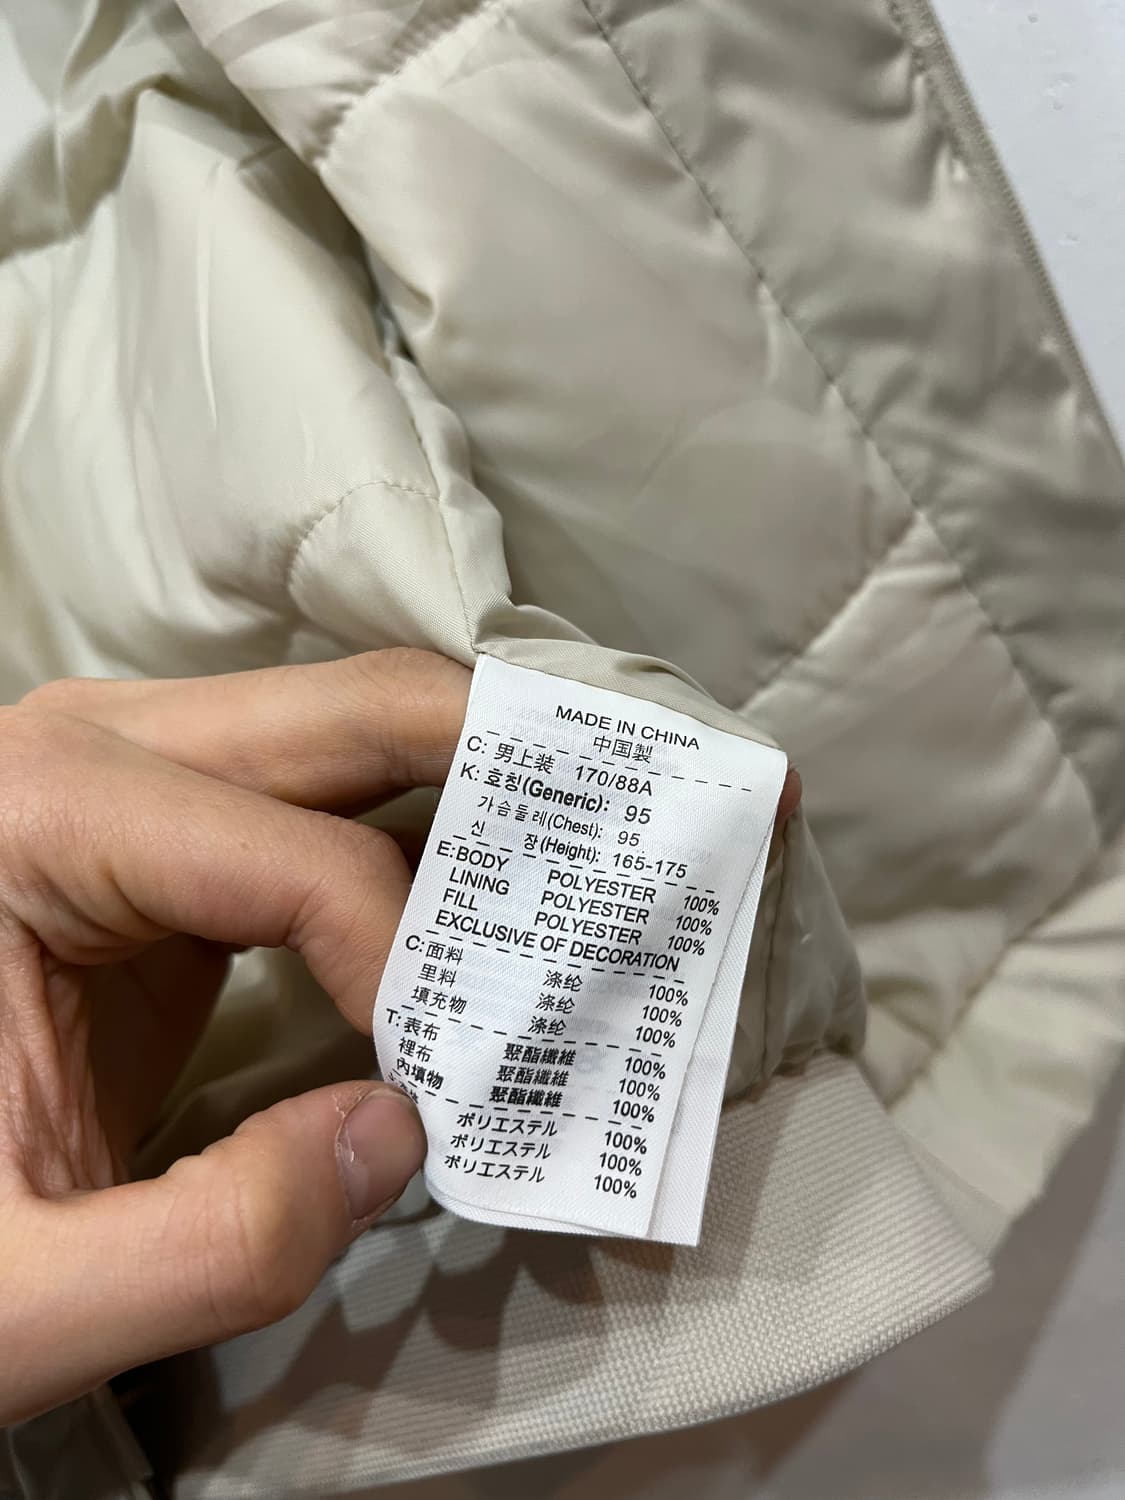 MADE IN CHINA
中国製
C: 男上装 170/88A
K: 호칭(Generic): 95
가슴둘레(Chest): 95
신 장(Height): 165-175
E:BODY POLYESTER 100%
LINING POLYESTER 100%
FILL POLYESTER 100%
EXCLUSIVE OF DECORATION
C:面料 涤纶 100%
里料 涤纶 100%
填充物 涤纶 100%
T:表布 聚酯纖維 100%
裡布 聚酯纖維 100%
內填物 聚酯纖維 100%
ポリエステル 100%
ポリエステル 100%
ポリエステル 100%